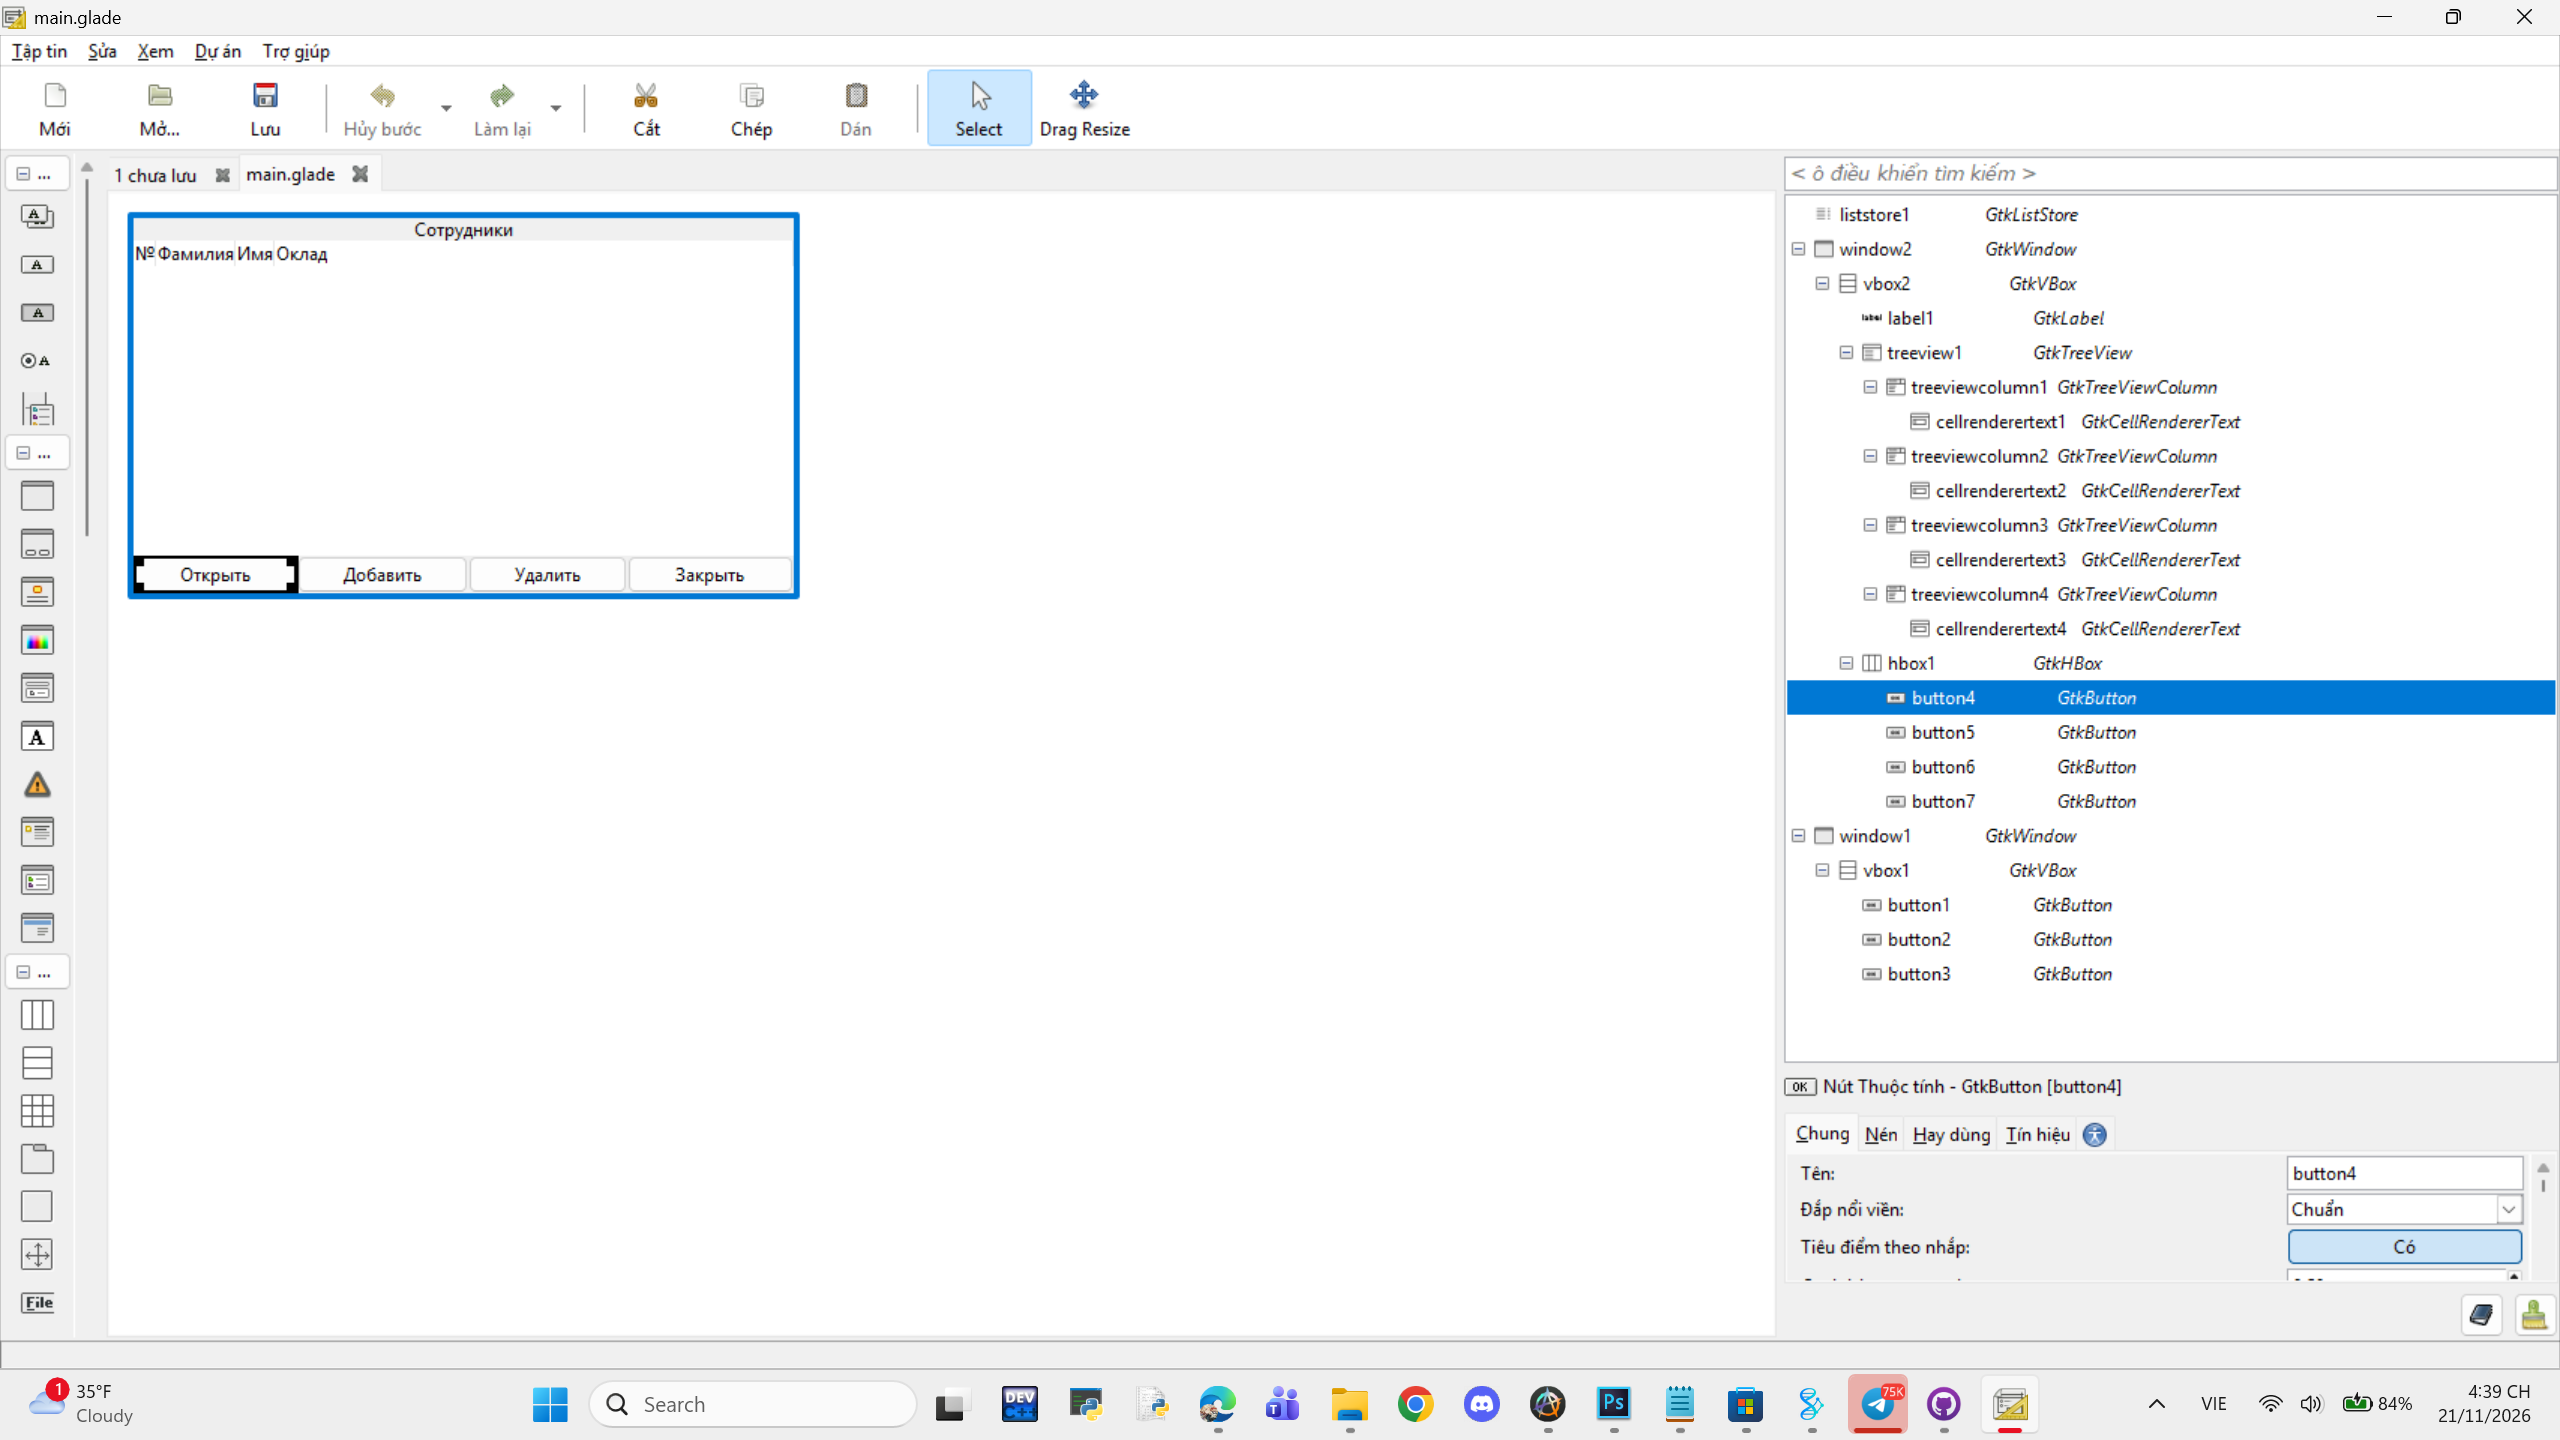 main.glade
Tập tin Sửa Xem Dự án Trợ giúp
Mới Mở... Lưu Hủy bước Làm lại Cắt Chép Dán Select Drag Resize
1 chưa lưu main.glade
< ô điều khiển tìm kiếm >
Сотрудники
№ Фамилия Имя Оклад
Открыть Добавить Удалить Закрыть
liststore1 GtkListStore
window2 GtkWindow
vbox2 GtkVBox
label1 GtkLabel
treeview1 GtkTreeView
treeviewcolumn1 GtkTreeViewColumn
cellrenderertext1 GtkCellRendererText
treeviewcolumn2 GtkTreeViewColumn
cellrenderertext2 GtkCellRendererText
treeviewcolumn3 GtkTreeViewColumn
cellrenderertext3 GtkCellRendererText
treeviewcolumn4 GtkTreeViewColumn
cellrenderertext4 GtkCellRendererText
hbox1 GtkHBox
button4 GtkButton
button5 GtkButton
button6 GtkButton
button7 GtkButton
window1 GtkWindow
vbox1 GtkVBox
button1 GtkButton
button2 GtkButton
button3 GtkButton
OK Nút Thuộc tính - GtkButton [button4]
Chung Nén Hay dùng Tín hiệu
Tên: button4
Đắp nổi viền: Chuẩn
Tiêu điểm theo nhắp: Có
File
1 35°F
Cloudy
Search
DEV C++
Ps
75K
VIE
84%
4:39 CH
21/11/2026